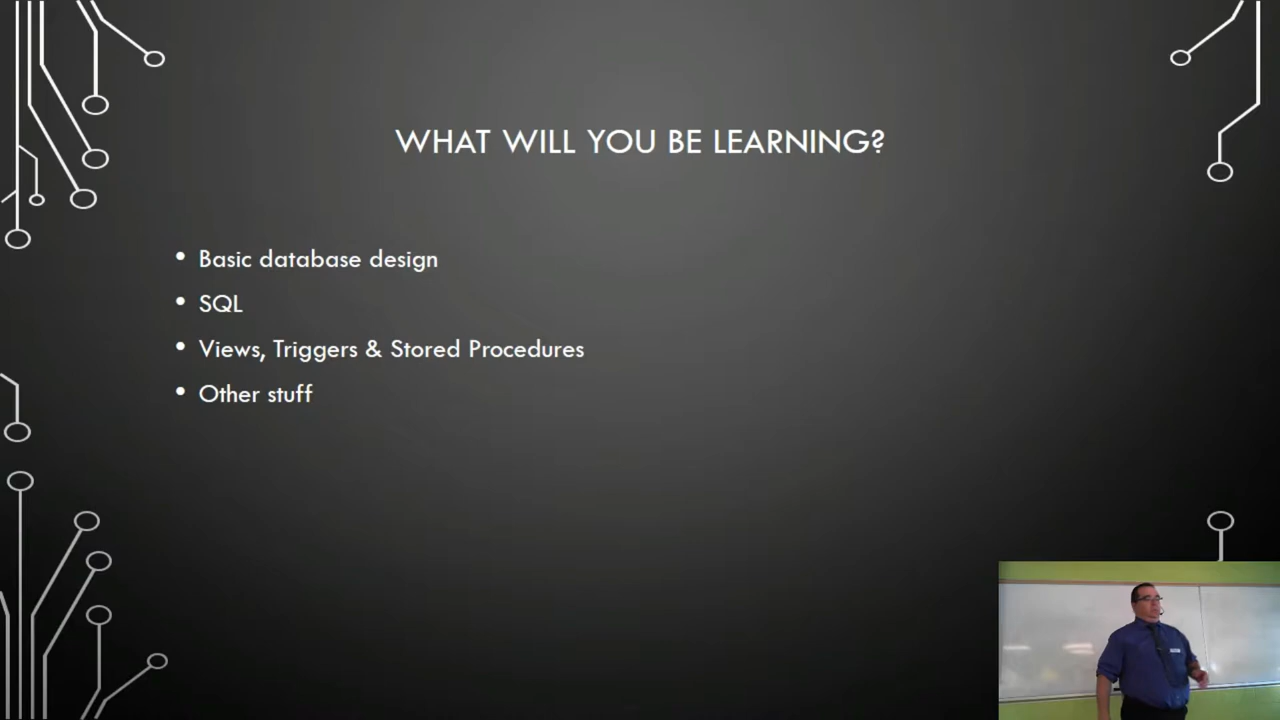 WHAT WILL YOU BE LEARNING?
• Basic database design
• SQL
• Views, Triggers & Stored Procedures
• Other stuff